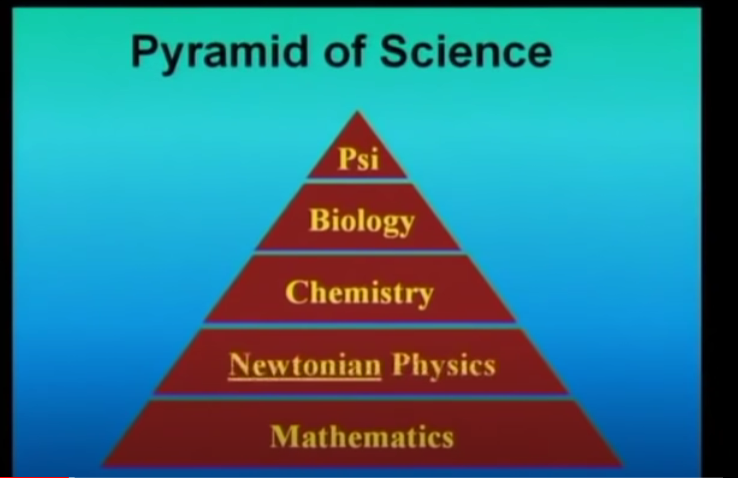 Pyramid of Science
Psi
Biology
Chemistry
Newtonian Physics
Mathematics